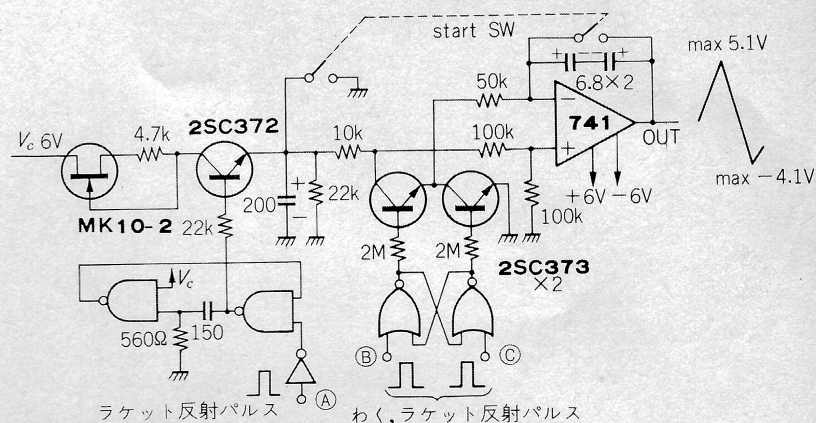 start SW
max 5.1V
+ − − +
6.8×2
50k
−
741
OUT
+
V_c 6V
4.7k
2SC372
10k
100k
+6V −6V
max −4.1V
MK10-2
22k
200
+
−
22k
100k
2M
2M
2SC373
×2
V_c
560Ω
150
Ⓐ
Ⓑ
Ⓒ
ラケット反射パルス
わく,ラケット反射パルス